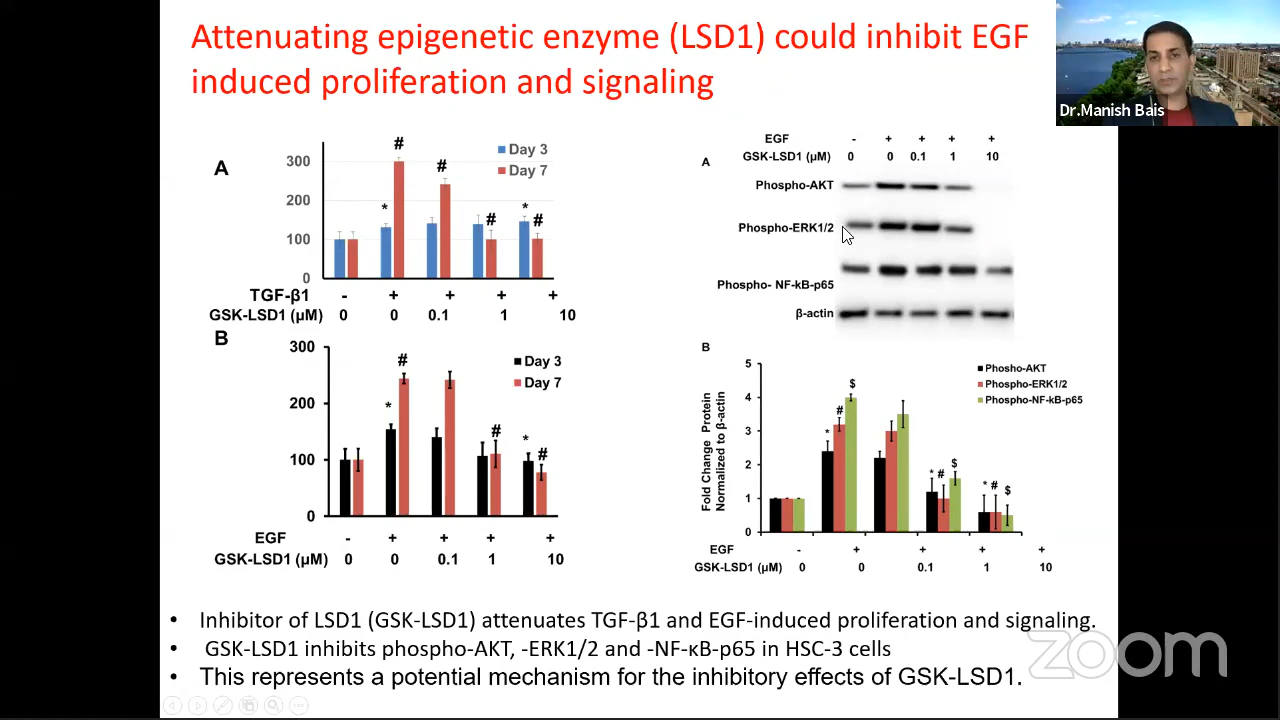 Attenuating epigenetic enzyme (LSD1) could inhibit EGF
induced proliferation and signaling
Dr.Manish Bais
A
300
200
100
0
Day 3
Day 7
# # # #
* *
TGF-β1 - + + + +
GSK-LSD1 (µM) 0 0 0.1 1 10
B
300
200
100
0
Day 3
Day 7
# # #
* *
EGF - + + + +
GSK-LSD1 (µM) 0 0 0.1 1 10
EGF - + + + +
GSK-LSD1 (µM) 0 0 0.1 1 10
A
Phospho-AKT
Phospho-ERK1/2
Phospho- NF-kB-p65
β-actin
B
Fold Change Protein
Normalized to β-actin
5
4
3
2
1
0
Phosho-AKT
Phospho-ERK1/2
Phospho-NF-kB-p65
* # $
* # $
* # $
EGF - + + + +
GSK-LSD1 (µM) 0 0 0.1 1 10
• Inhibitor of LSD1 (GSK-LSD1) attenuates TGF-β1 and EGF-induced proliferation and signaling.
• GSK-LSD1 inhibits phospho-AKT, -ERK1/2 and -NF-κB-p65 in HSC-3 cells
• This represents a potential mechanism for the inhibitory effects of GSK-LSD1.
zoom